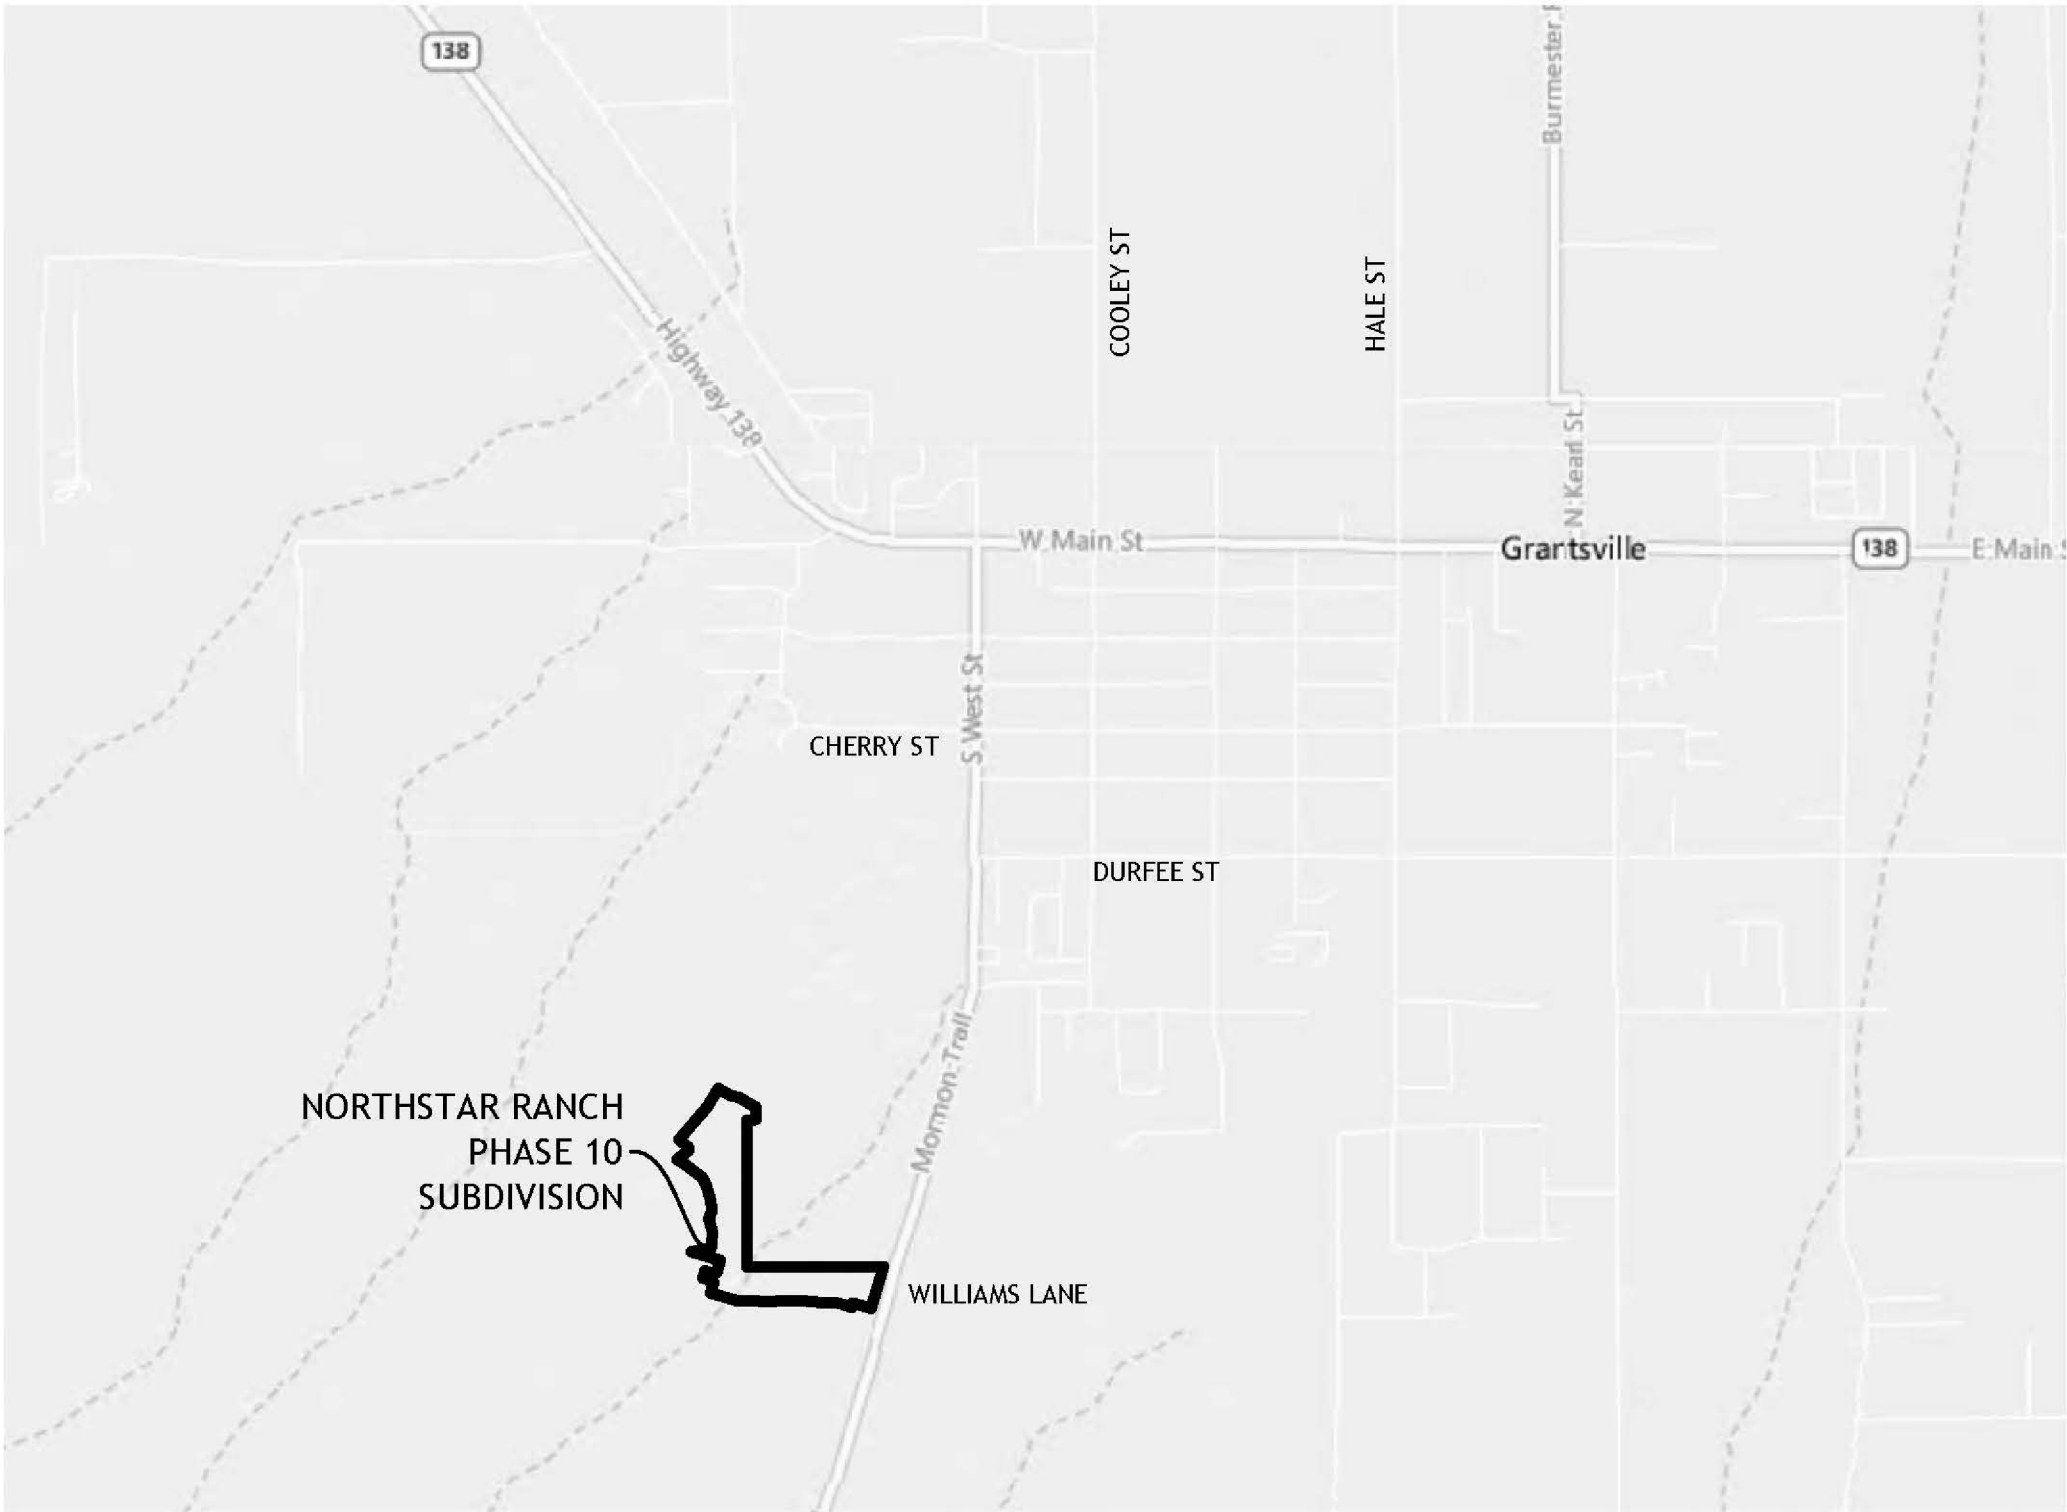 138
Burmester R
COOLEY ST
HALE ST
Highway 138
N Kearl St
W Main St
Grantsville
138
E Main S
S West St
CHERRY ST
DURFEE ST
Mormon Trail
NORTHSTAR RANCH
PHASE 10
SUBDIVISION
WILLIAMS LANE